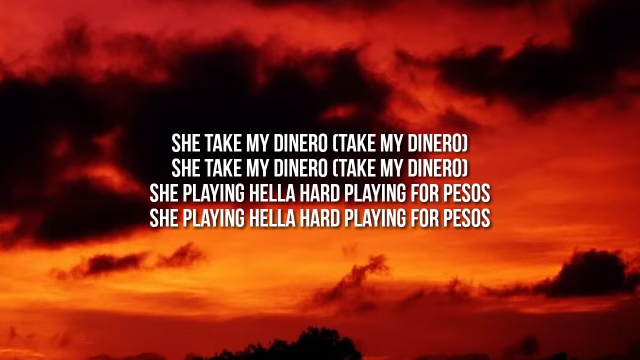 SHE TAKE MY DINERO (TAKE MY DINERO)
SHE TAKE MY DINERO (TAKE MY DINERO)
SHE PLAYING HELLA HARD PLAYING FOR PESOS
SHE PLAYING HELLA HARD PLAYING FOR PESOS